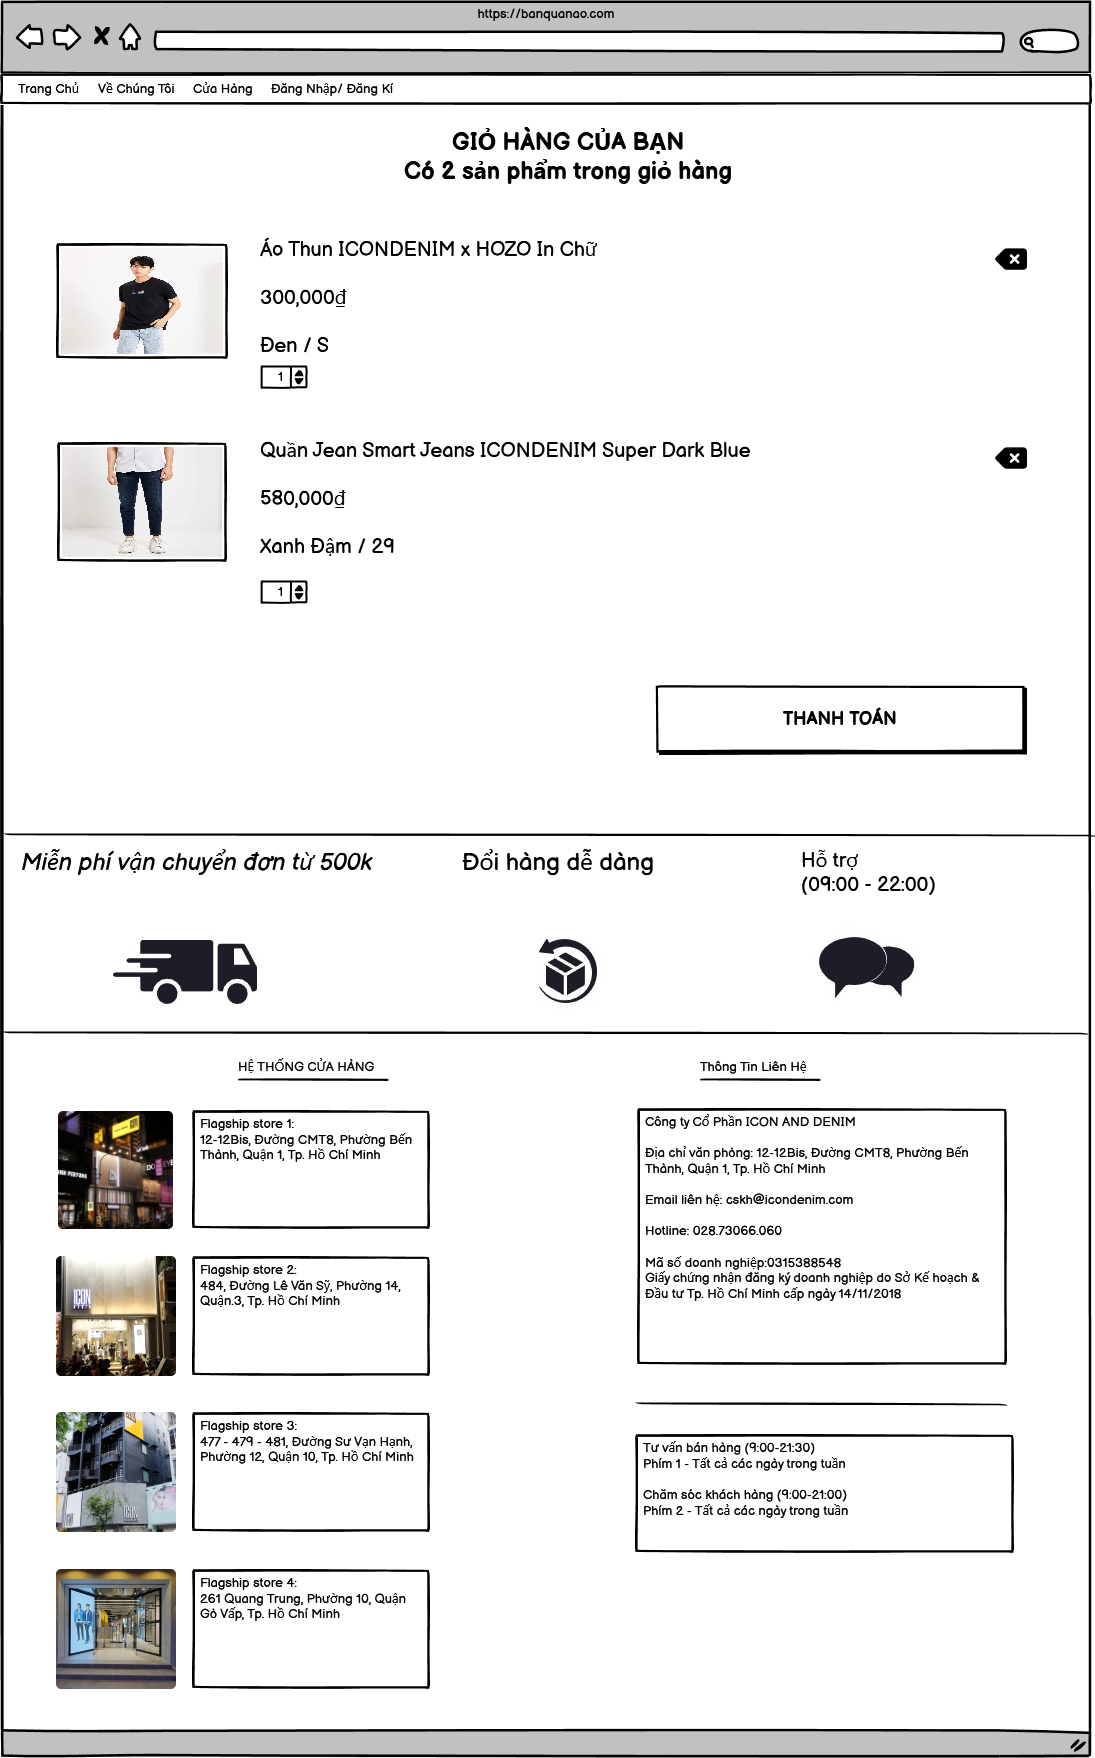 https://banquanao.com
Trang Chủ Về Chúng Tôi Cửa Hàng Đăng Nhập/ Đăng Kí
GIỎ HÀNG CỦA BẠN
Có 2 sản phẩm trong giỏ hàng
Áo Thun ICONDENIM x HOZO In Chữ
300,000₫
Đen / S
1
Quần Jean Smart Jeans ICONDENIM Super Dark Blue
580,000₫
Xanh Đậm / 29
1
THANH TOÁN
Miễn phí vận chuyển đơn từ 500k
Đổi hàng dễ dàng
Hỗ trợ
(09:00 - 22:00)
HỆ THỐNG CỬA HÀNG
Flagship store 1:
12-12Bis, Đường CMT8, Phường Bến
Thành, Quận 1, Tp. Hồ Chí Minh
ICON
Flagship store 2:
484, Đường Lê Văn Sỹ, Phường 14,
Quận.3, Tp. Hồ Chí Minh
Flagship store 3:
477 - 479 - 481, Đường Sư Vạn Hạnh,
Phường 12, Quận 10, Tp. Hồ Chí Minh
ICON
Flagship store 4:
261 Quang Trung, Phường 10, Quận
Gò Vấp, Tp. Hồ Chí Minh
Thông Tin Liên Hệ
Công ty Cổ Phần ICON AND DENIM
Địa chỉ văn phòng: 12-12Bis, Đường CMT8, Phường Bến
Thành, Quận 1, Tp. Hồ Chí Minh
Email liên hệ: cskh@icondenim.com
Hotline: 028.73066.060
Mã số doanh nghiệp:0315388548
Giấy chứng nhận đăng ký doanh nghiệp do Sở Kế hoạch &
Đầu tư Tp. Hồ Chí Minh cấp ngày 14/11/2018
Tư vấn bán hàng (9:00-21:30)
Phím 1 - Tất cả các ngày trong tuần
Chăm sóc khách hàng (9:00-21:00)
Phím 2 - Tất cả các ngày trong tuần